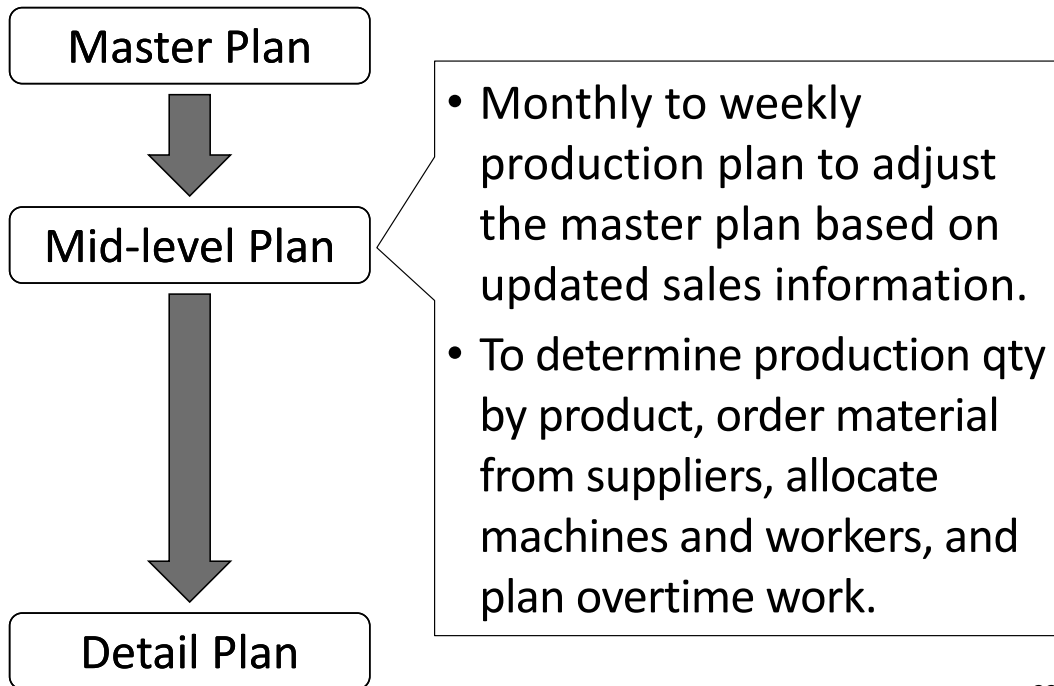 Master Plan
Mid-level Plan
Detail Plan
• Monthly to weekly
production plan to adjust
the master plan based on
updated sales information.
• To determine production qty
by product, order material
from suppliers, allocate
machines and workers, and
plan overtime work.